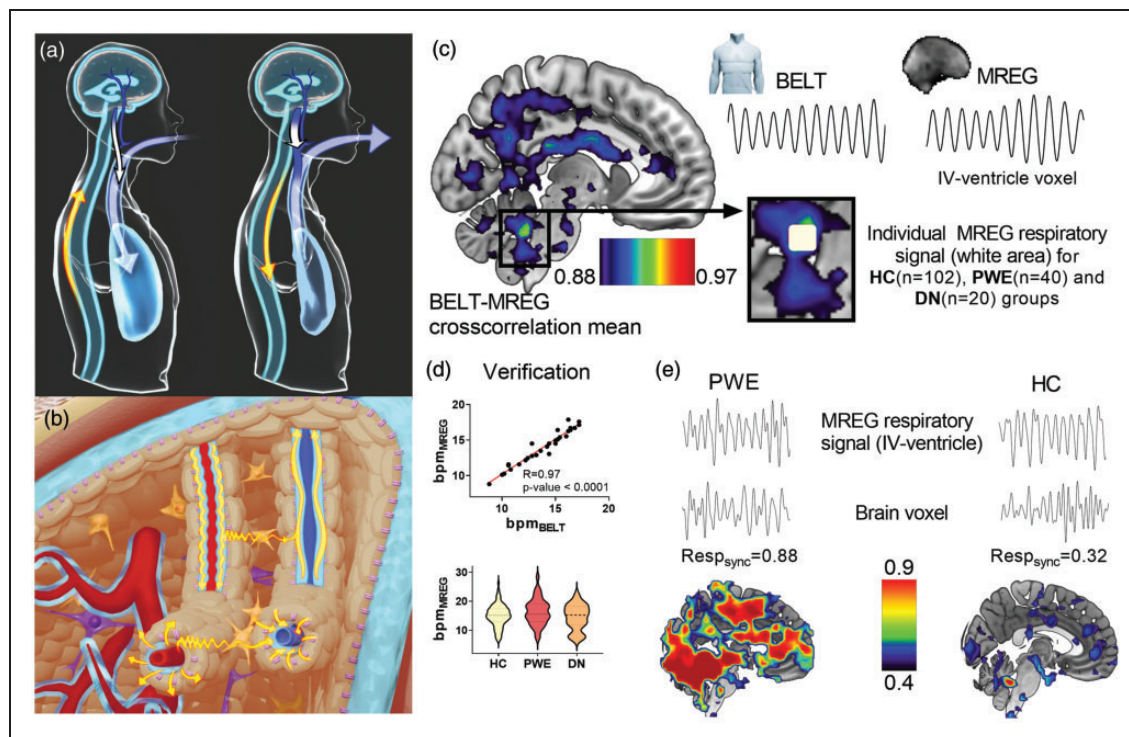 (a)
(b)
(c)
BELT
MREG
IV-ventricle voxel
0.88
0.97
BELT-MREG
crosscorrelation mean
Individual MREG respiratory
signal (white area) for
HC(n=102), PWE(n=40) and
DN(n=20) groups
(d)
Verification
bpmMREG
20
15
10
R=0.97
p-value < 0.0001
10
15
20
bpmBELT
bpmMREG
30
20
10
HC
PWE
DN
(e)
PWE
HC
MREG respiratory
signal (IV-ventricle)
Brain voxel
Respsync=0.88
Respsync=0.32
0.9
0.4